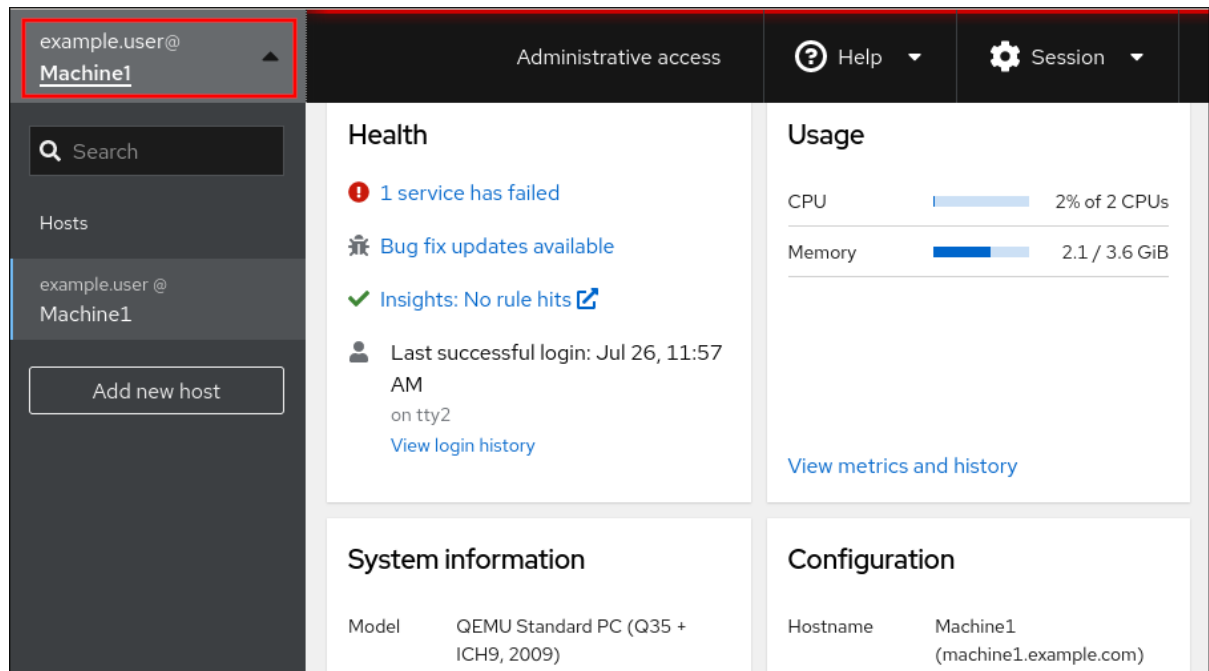 example.user@
Machine1
Administrative access
Help
Session
Search
Hosts
example.user @
Machine1
Add new host
Health
1 service has failed
Bug fix updates available
Insights: No rule hits
Last successful login: Jul 26, 11:57
AM
on tty2
View login history
Usage
CPU 2% of 2 CPUs
Memory 2.1 / 3.6 GiB
View metrics and history
System information
Model QEMU Standard PC (Q35 +
ICH9, 2009)
Configuration
Hostname Machine1
(machine1.example.com)